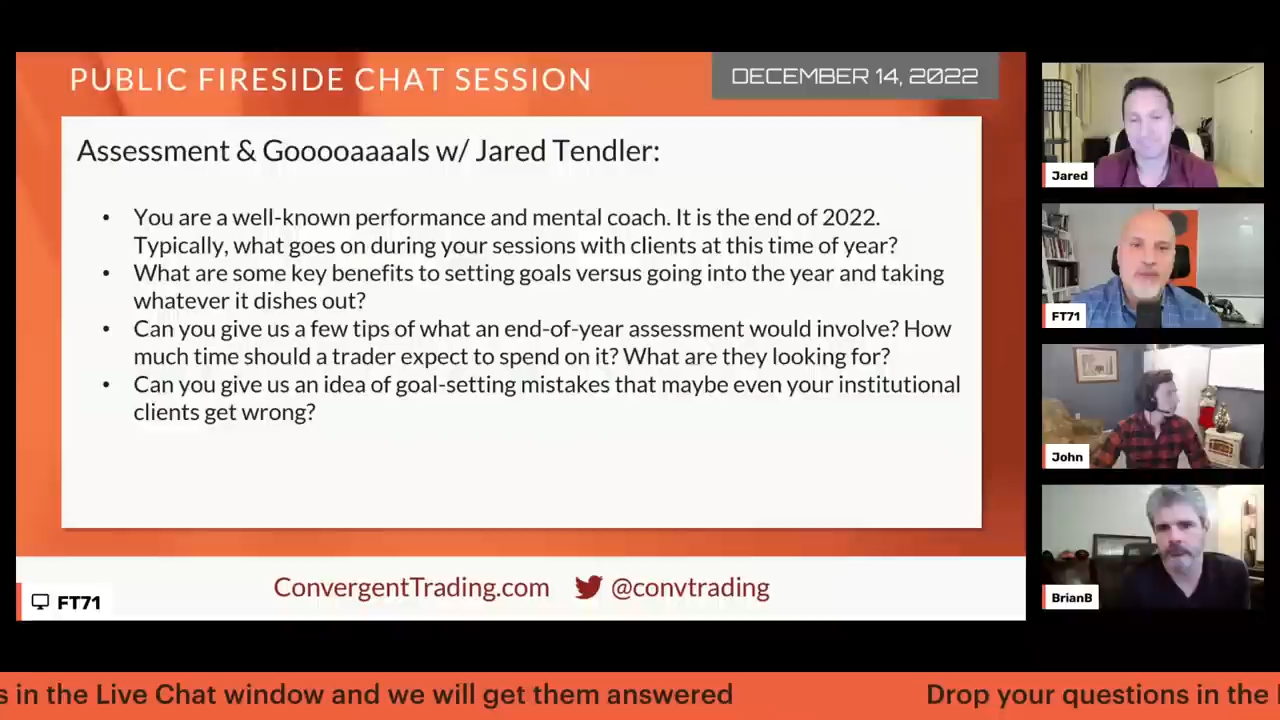 PUBLIC FIRESIDE CHAT SESSION
DECEMBER 14, 2022
Assessment & Gooooaaaals w/ Jared Tendler:
• You are a well-known performance and mental coach. It is the end of 2022.
Typically, what goes on during your sessions with clients at this time of year?
• What are some key benefits to setting goals versus going into the year and taking
whatever it dishes out?
• Can you give us a few tips of what an end-of-year assessment would involve? How
much time should a trader expect to spend on it? What are they looking for?
• Can you give us an idea of goal-setting mistakes that maybe even your institutional
clients get wrong?
ConvergentTrading.com @convtrading
FT71
Jared
FT71
John
BrianB
s in the Live Chat window and we will get them answered
Drop your questions in the